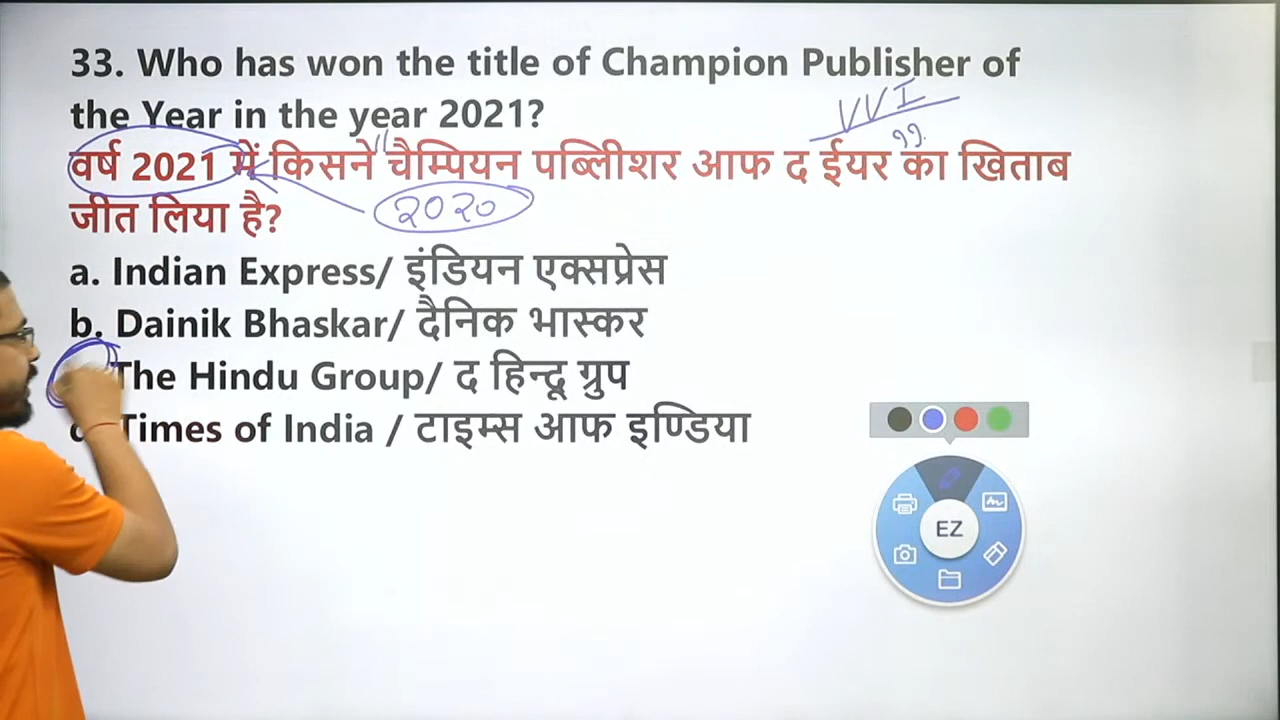 33. Who has won the title of Champion Publisher of
the Year in the year 2021?
VVI
वर्ष 2021 में किसने चैम्पियन पब्लिीशर आफ द ईयर का खिताब
जीत लिया है?
2020
a. Indian Express/ इंडियन एक्सप्रेस
b. Dainik Bhaskar/ दैनिक भास्कर
The Hindu Group/ द हिन्दू ग्रुप
Times of India / टाइम्स आफ इण्डिया
EZ